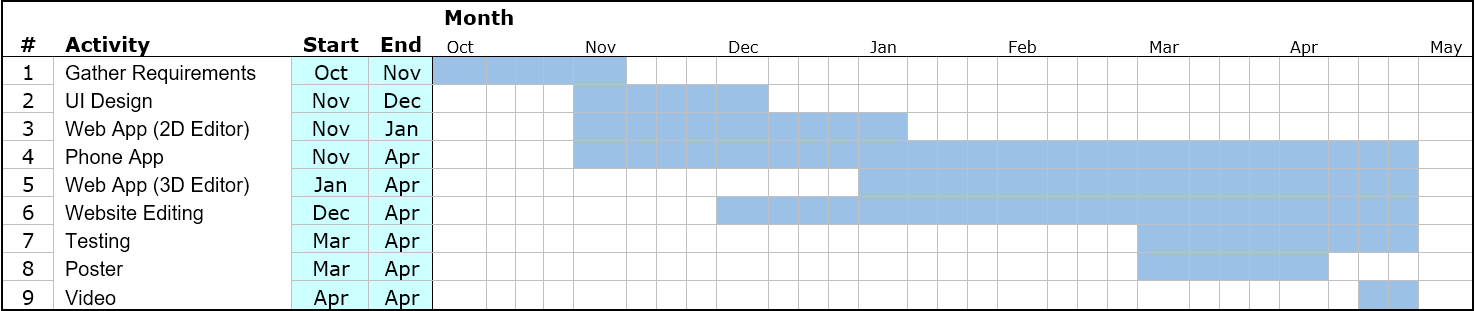 Month
# Activity Start End Oct Nov Dec Jan Feb Mar Apr May
1 Gather Requirements Oct Nov
2 UI Design Nov Dec
3 Web App (2D Editor) Nov Jan
4 Phone App Nov Apr
5 Web App (3D Editor) Jan Apr
6 Website Editing Dec Apr
7 Testing Mar Apr
8 Poster Mar Apr
9 Video Apr Apr